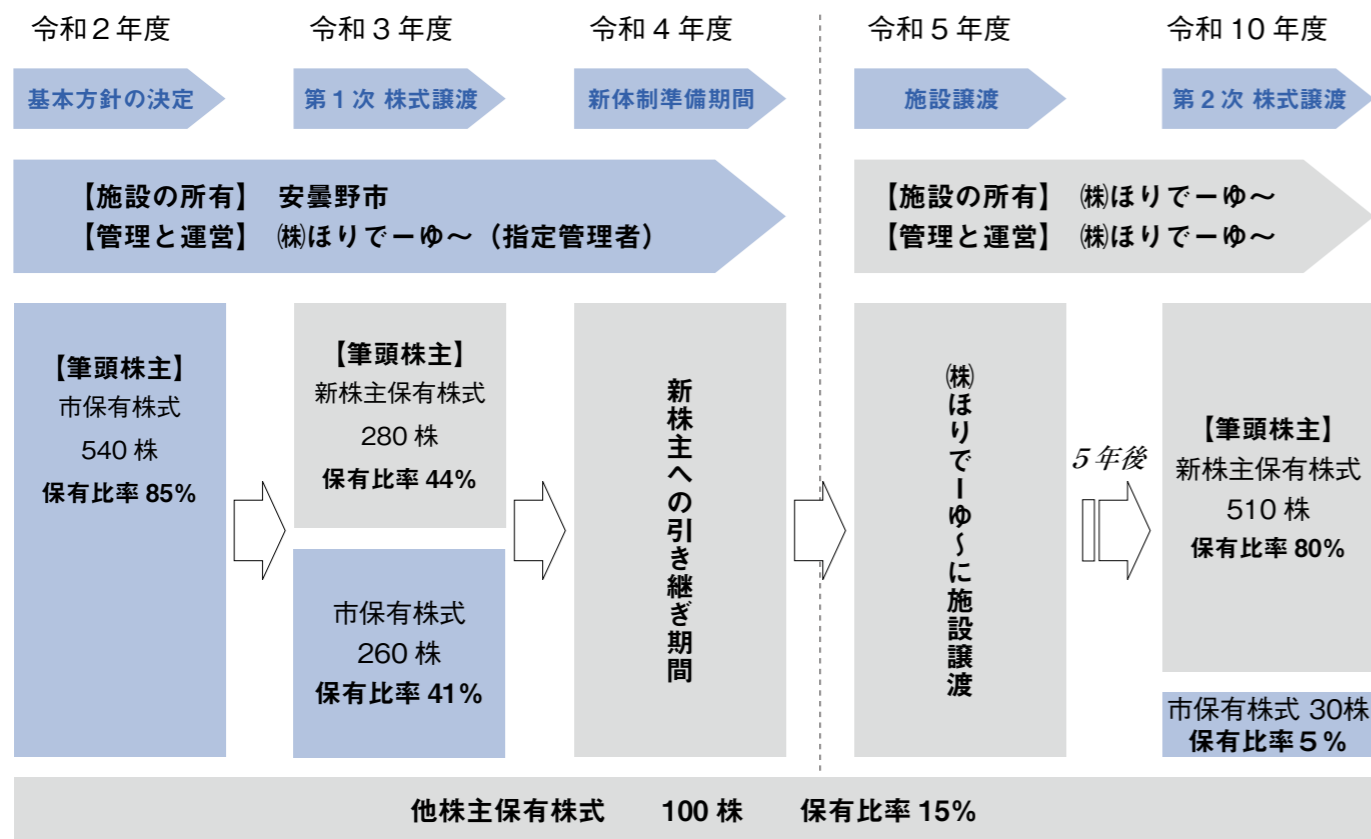 令和２年度
令和３年度
令和４年度
令和５年度
令和 10 年度
基本方針の決定
第１次 株式譲渡
新体制準備期間
施設譲渡
第２次 株式譲渡
【施設の所有】 安曇野市
【管理と運営】 ㈱ほりでーゆ〜（指定管理者）
【施設の所有】 ㈱ほりでーゆ〜
【管理と運営】 ㈱ほりでーゆ〜
【筆頭株主】
市保有株式
540 株
保有比率 85%
【筆頭株主】
新株主保有株式
280 株
保有比率 44%
市保有株式
260 株
保有比率 41%
新株主への引き継ぎ期間
㈱ほりでーゆ〜に施設譲渡
５年後
【筆頭株主】
新株主保有株式
510 株
保有比率 80%
市保有株式 30株
保有比率５%
他株主保有株式 100 株 保有比率 15%